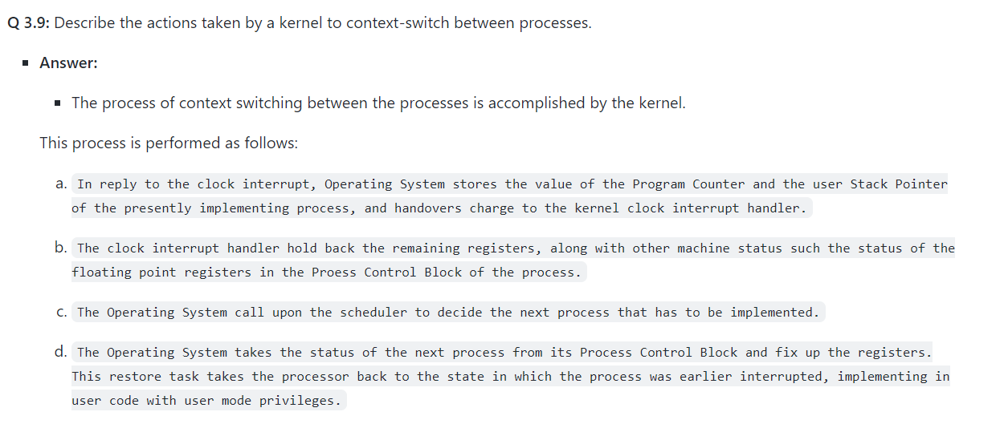 Q 3.9: Describe the actions taken by a kernel to context-switch between processes.
▪ Answer:
▪ The process of context switching between the processes is accomplished by the kernel.
This process is performed as follows:
a. In reply to the clock interrupt, Operating System stores the value of the Program Counter and the user Stack Pointer
of the presently implementing process, and handovers charge to the kernel clock interrupt handler.
b. The clock interrupt handler hold back the remaining registers, along with other machine status such the status of the
floating point registers in the Proess Control Block of the process.
c. The Operating System call upon the scheduler to decide the next process that has to be implemented.
d. The Operating System takes the status of the next process from its Process Control Block and fix up the registers.
This restore task takes the processor back to the state in which the process was earlier interrupted, implementing in
user code with user mode privileges.